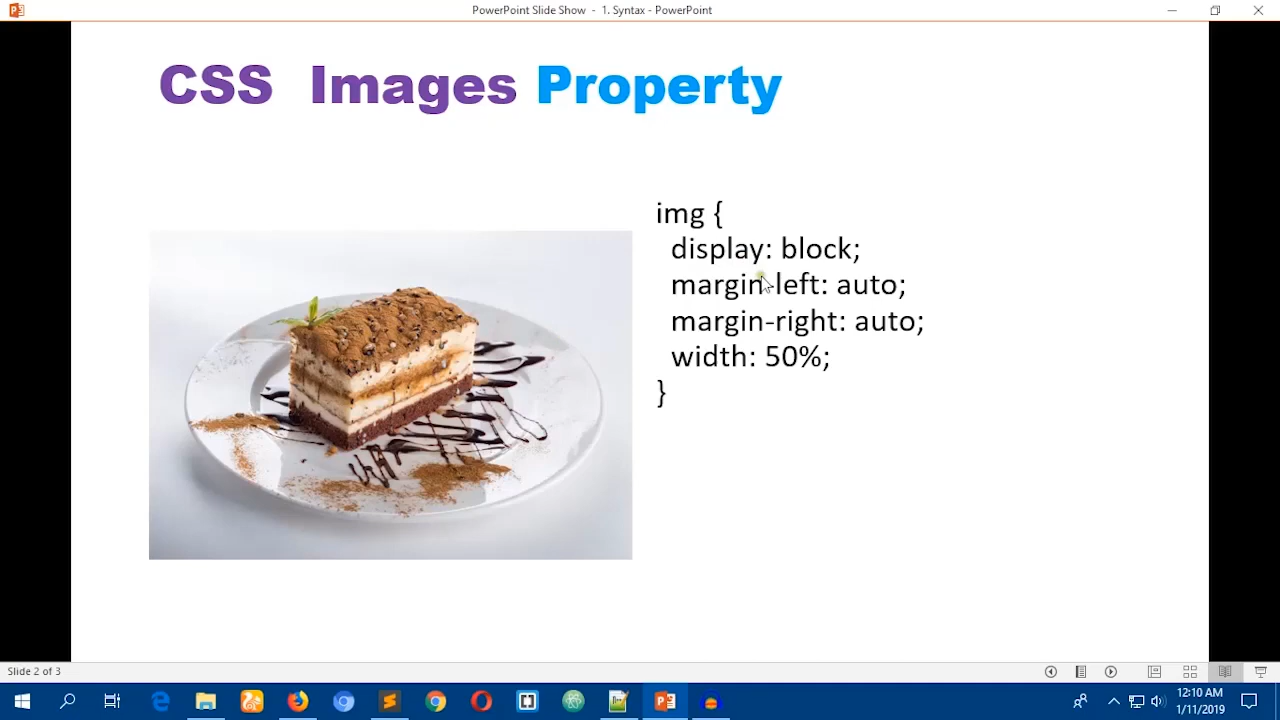 PowerPoint Slide Show - 1. Syntax - PowerPoint
CSS Images Property
img {
display: block;
margin-left: auto;
margin-right: auto;
width: 50%;
}
Slide 2 of 3
12:10 AM
1/11/2019